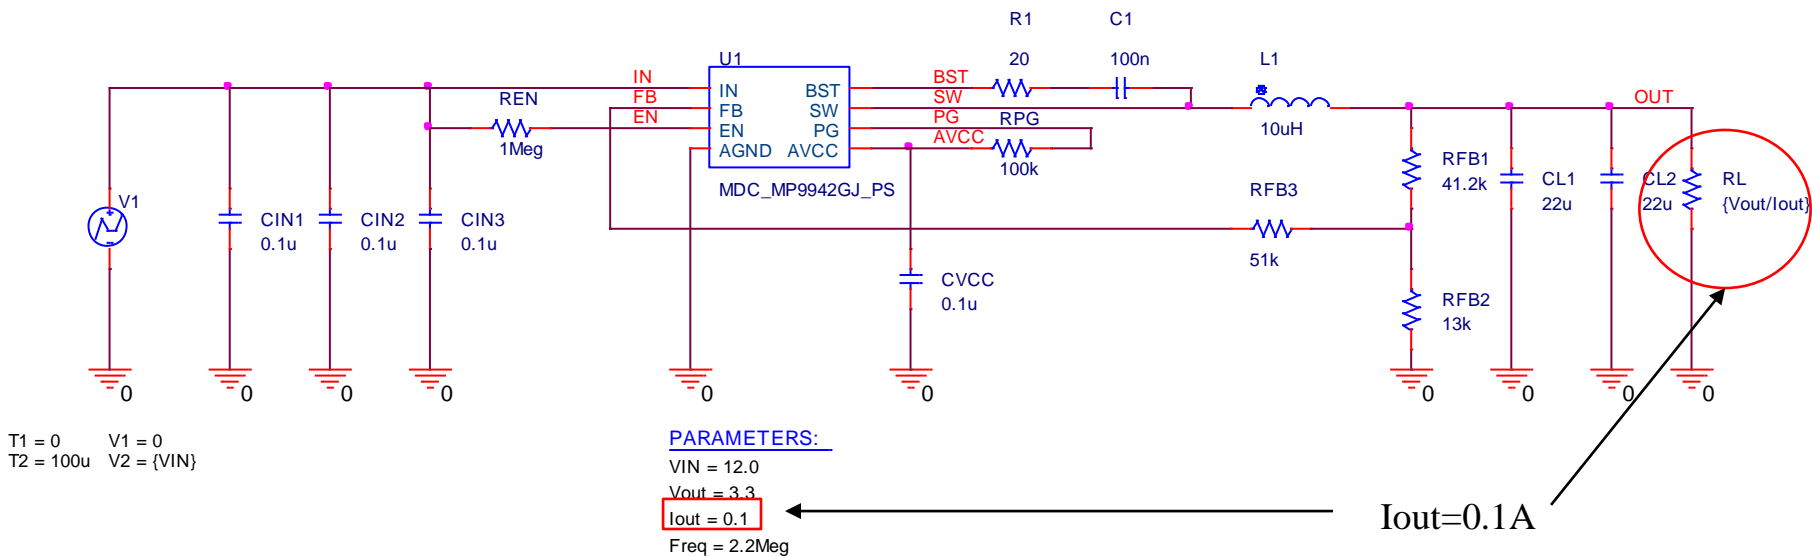 R1
C1
U1
20
100n
L1
IN
BST
REN
IN
BST
FB
SW
FB
SW
EN
PG
RPG
EN
PG
OUT
1Meg
AVCC
AGND
AVCC
10uH
100k
MDC_MP9942GJ_PS
RFB1
41.2k
CL1
22u
CL2
22u
RL
{Vout/Iout}
V1
CIN1
0.1u
CIN2
0.1u
CIN3
0.1u
RFB3
51k
CVCC
0.1u
RFB2
13k
0
0
0
0
0
0
0
0
0
0
T1 = 0
V1 = 0
T2 = 100u
V2 = {VIN}
PARAMETERS:
VIN = 12.0
Vout = 3.3
Iout = 0.1
Freq = 2.2Meg
Iout=0.1A